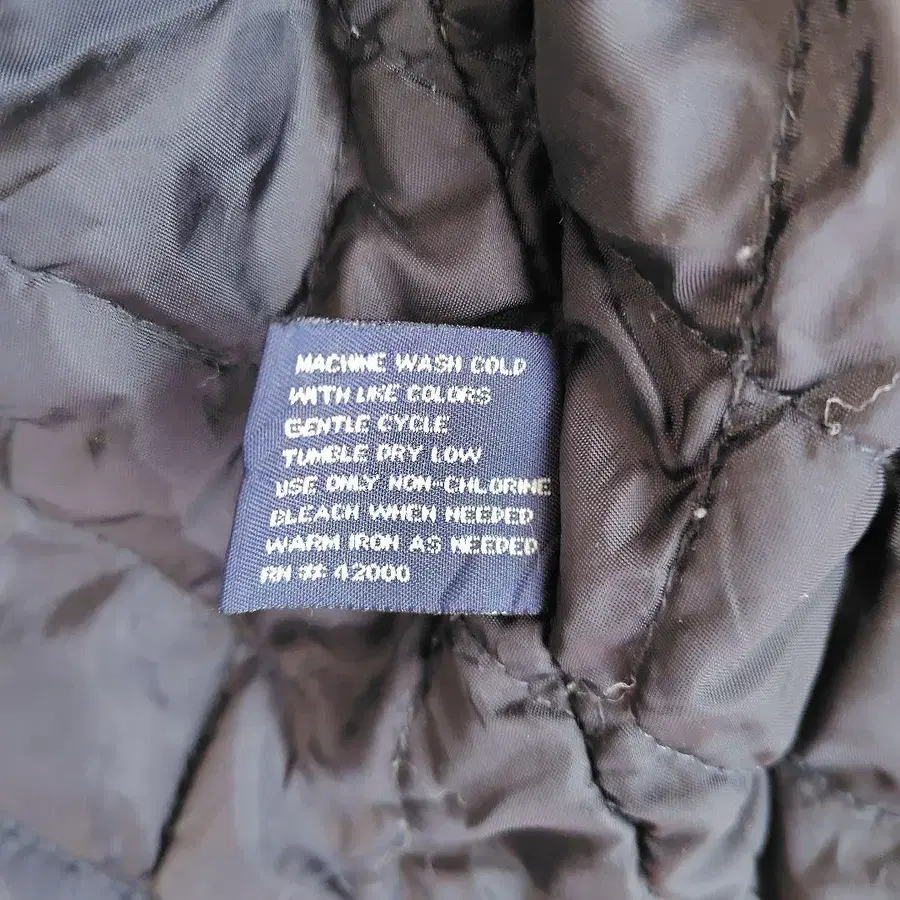 MACHINE WASH COLD
WITH LIKE COLORS
GENTLE CYCLE
TUMBLE DRY LOW
USE ONLY NON-CHLORINE
BLEACH WHEN NEEDED
WARM IRON AS NEEDED
RN # 42000